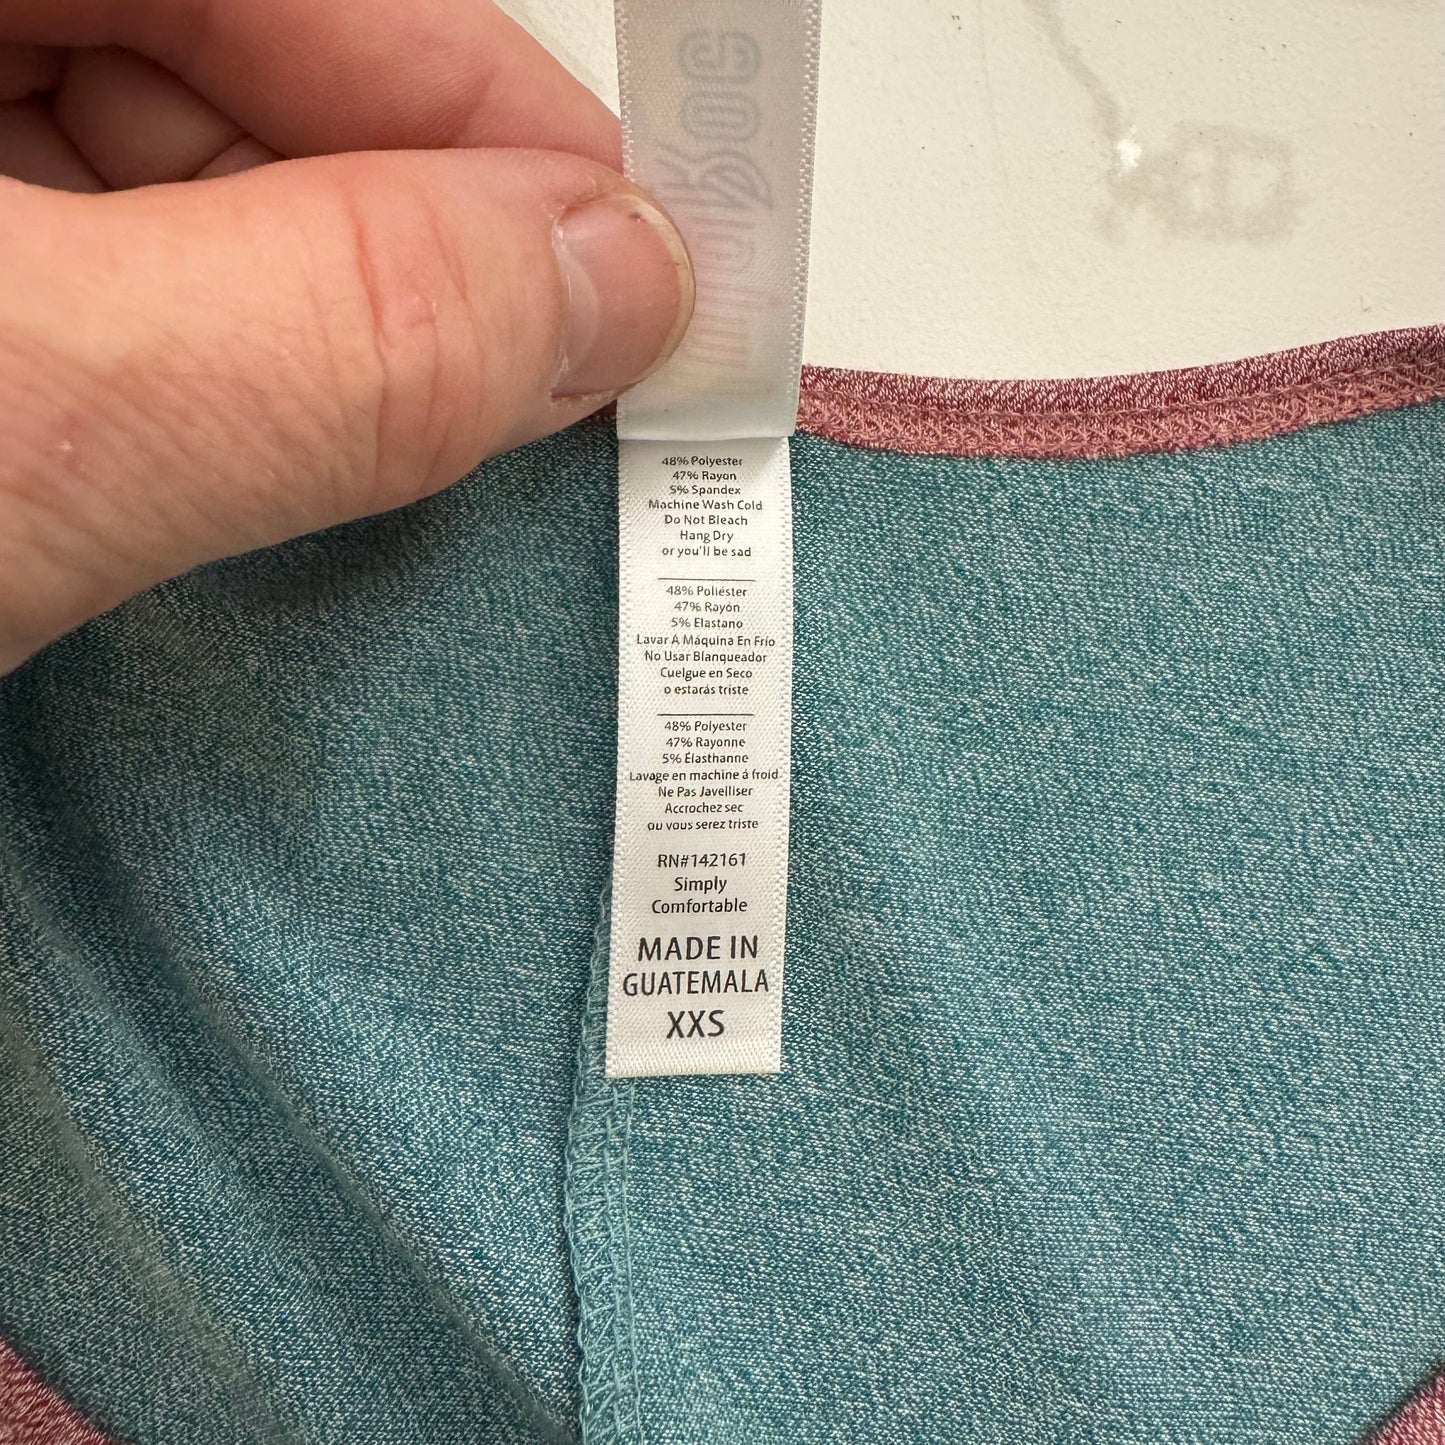 48% Polyester
47% Rayon
5% Spandex
Machine Wash Cold
Do Not Bleach
Hang Dry
or you'll be sad
48% Poliéster
47% Rayón
5% Elastano
Lavar A Máquina En Frío
No Usar Blanqueador
Cuelgue en Seco
o estarás triste
48% Polyester
47% Rayonne
5% Élasthanne
Lavage en machine á froid
Ne Pas Javelliser
Accrochez sec
ou vous serez triste
RN#142161
Simply
Comfortable
MADE IN
GUATEMALA
XXS